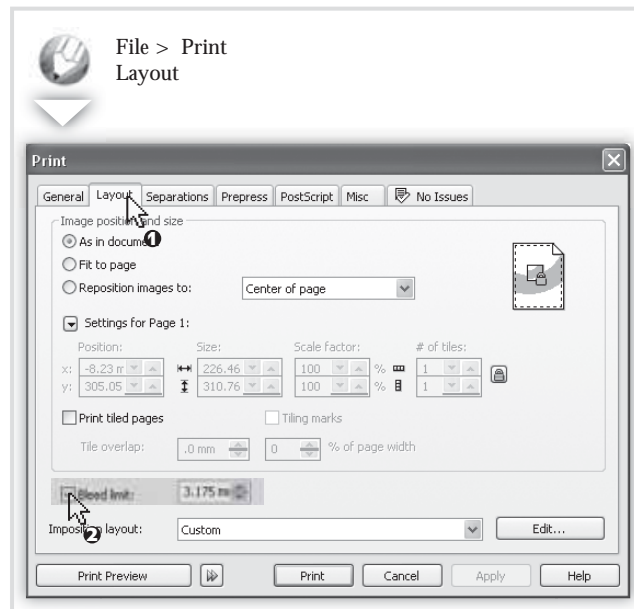 File > Print
Layout
Print
General Layout Separations Prepress PostScript Misc No Issues
Image position and size
As in document
1
Fit to page
Reposition images to: Center of page
Settings for Page 1:
Position: Size: Scale factor: # of tiles:
x: -8.23 m 226.46 100 % 1
y: 305.05 310.76 100 % 1
Print tiled pages Tiling marks
Tile overlap: .0 mm 0 % of page width
Bleed limit: 3.175 m
2
Imposition layout: Custom Edit...
Print Preview Print Cancel Apply Help